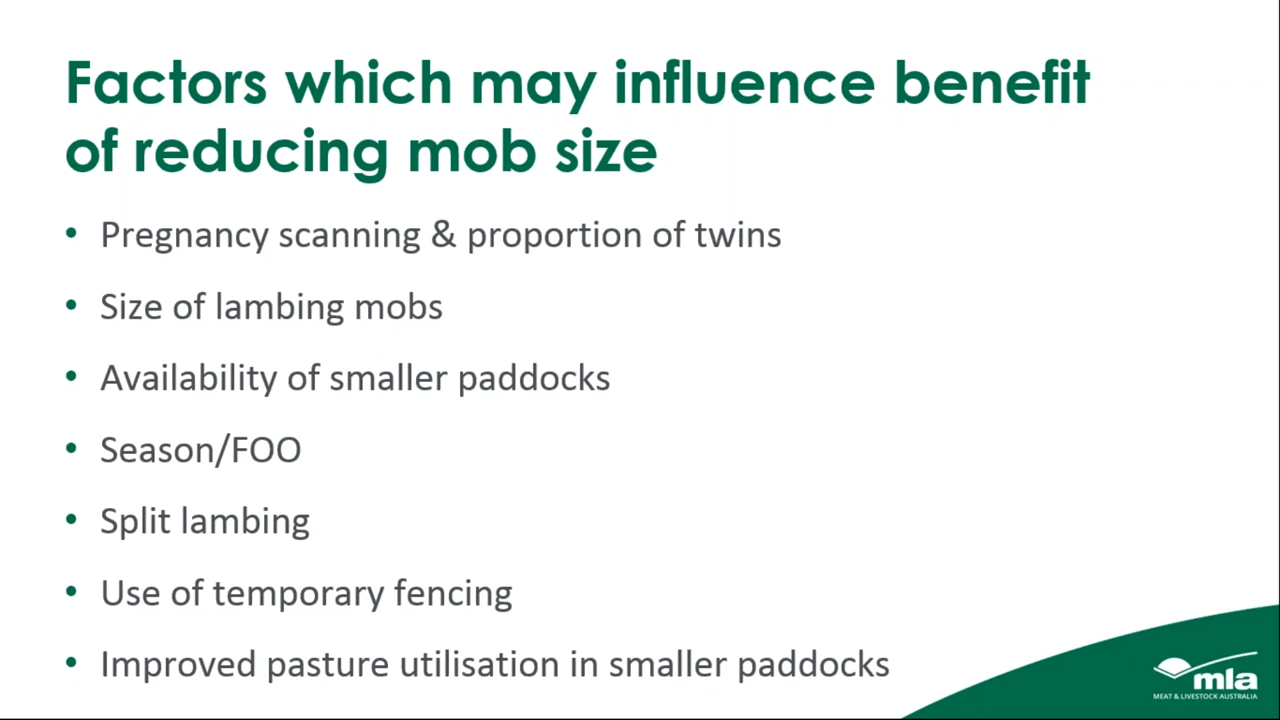 Factors which may influence benefit
of reducing mob size
• Pregnancy scanning & proportion of twins
• Size of lambing mobs
• Availability of smaller paddocks
• Season/FOO
• Split lambing
• Use of temporary fencing
• Improved pasture utilisation in smaller paddocks
mla
MEAT & LIVESTOCK AUSTRALIA